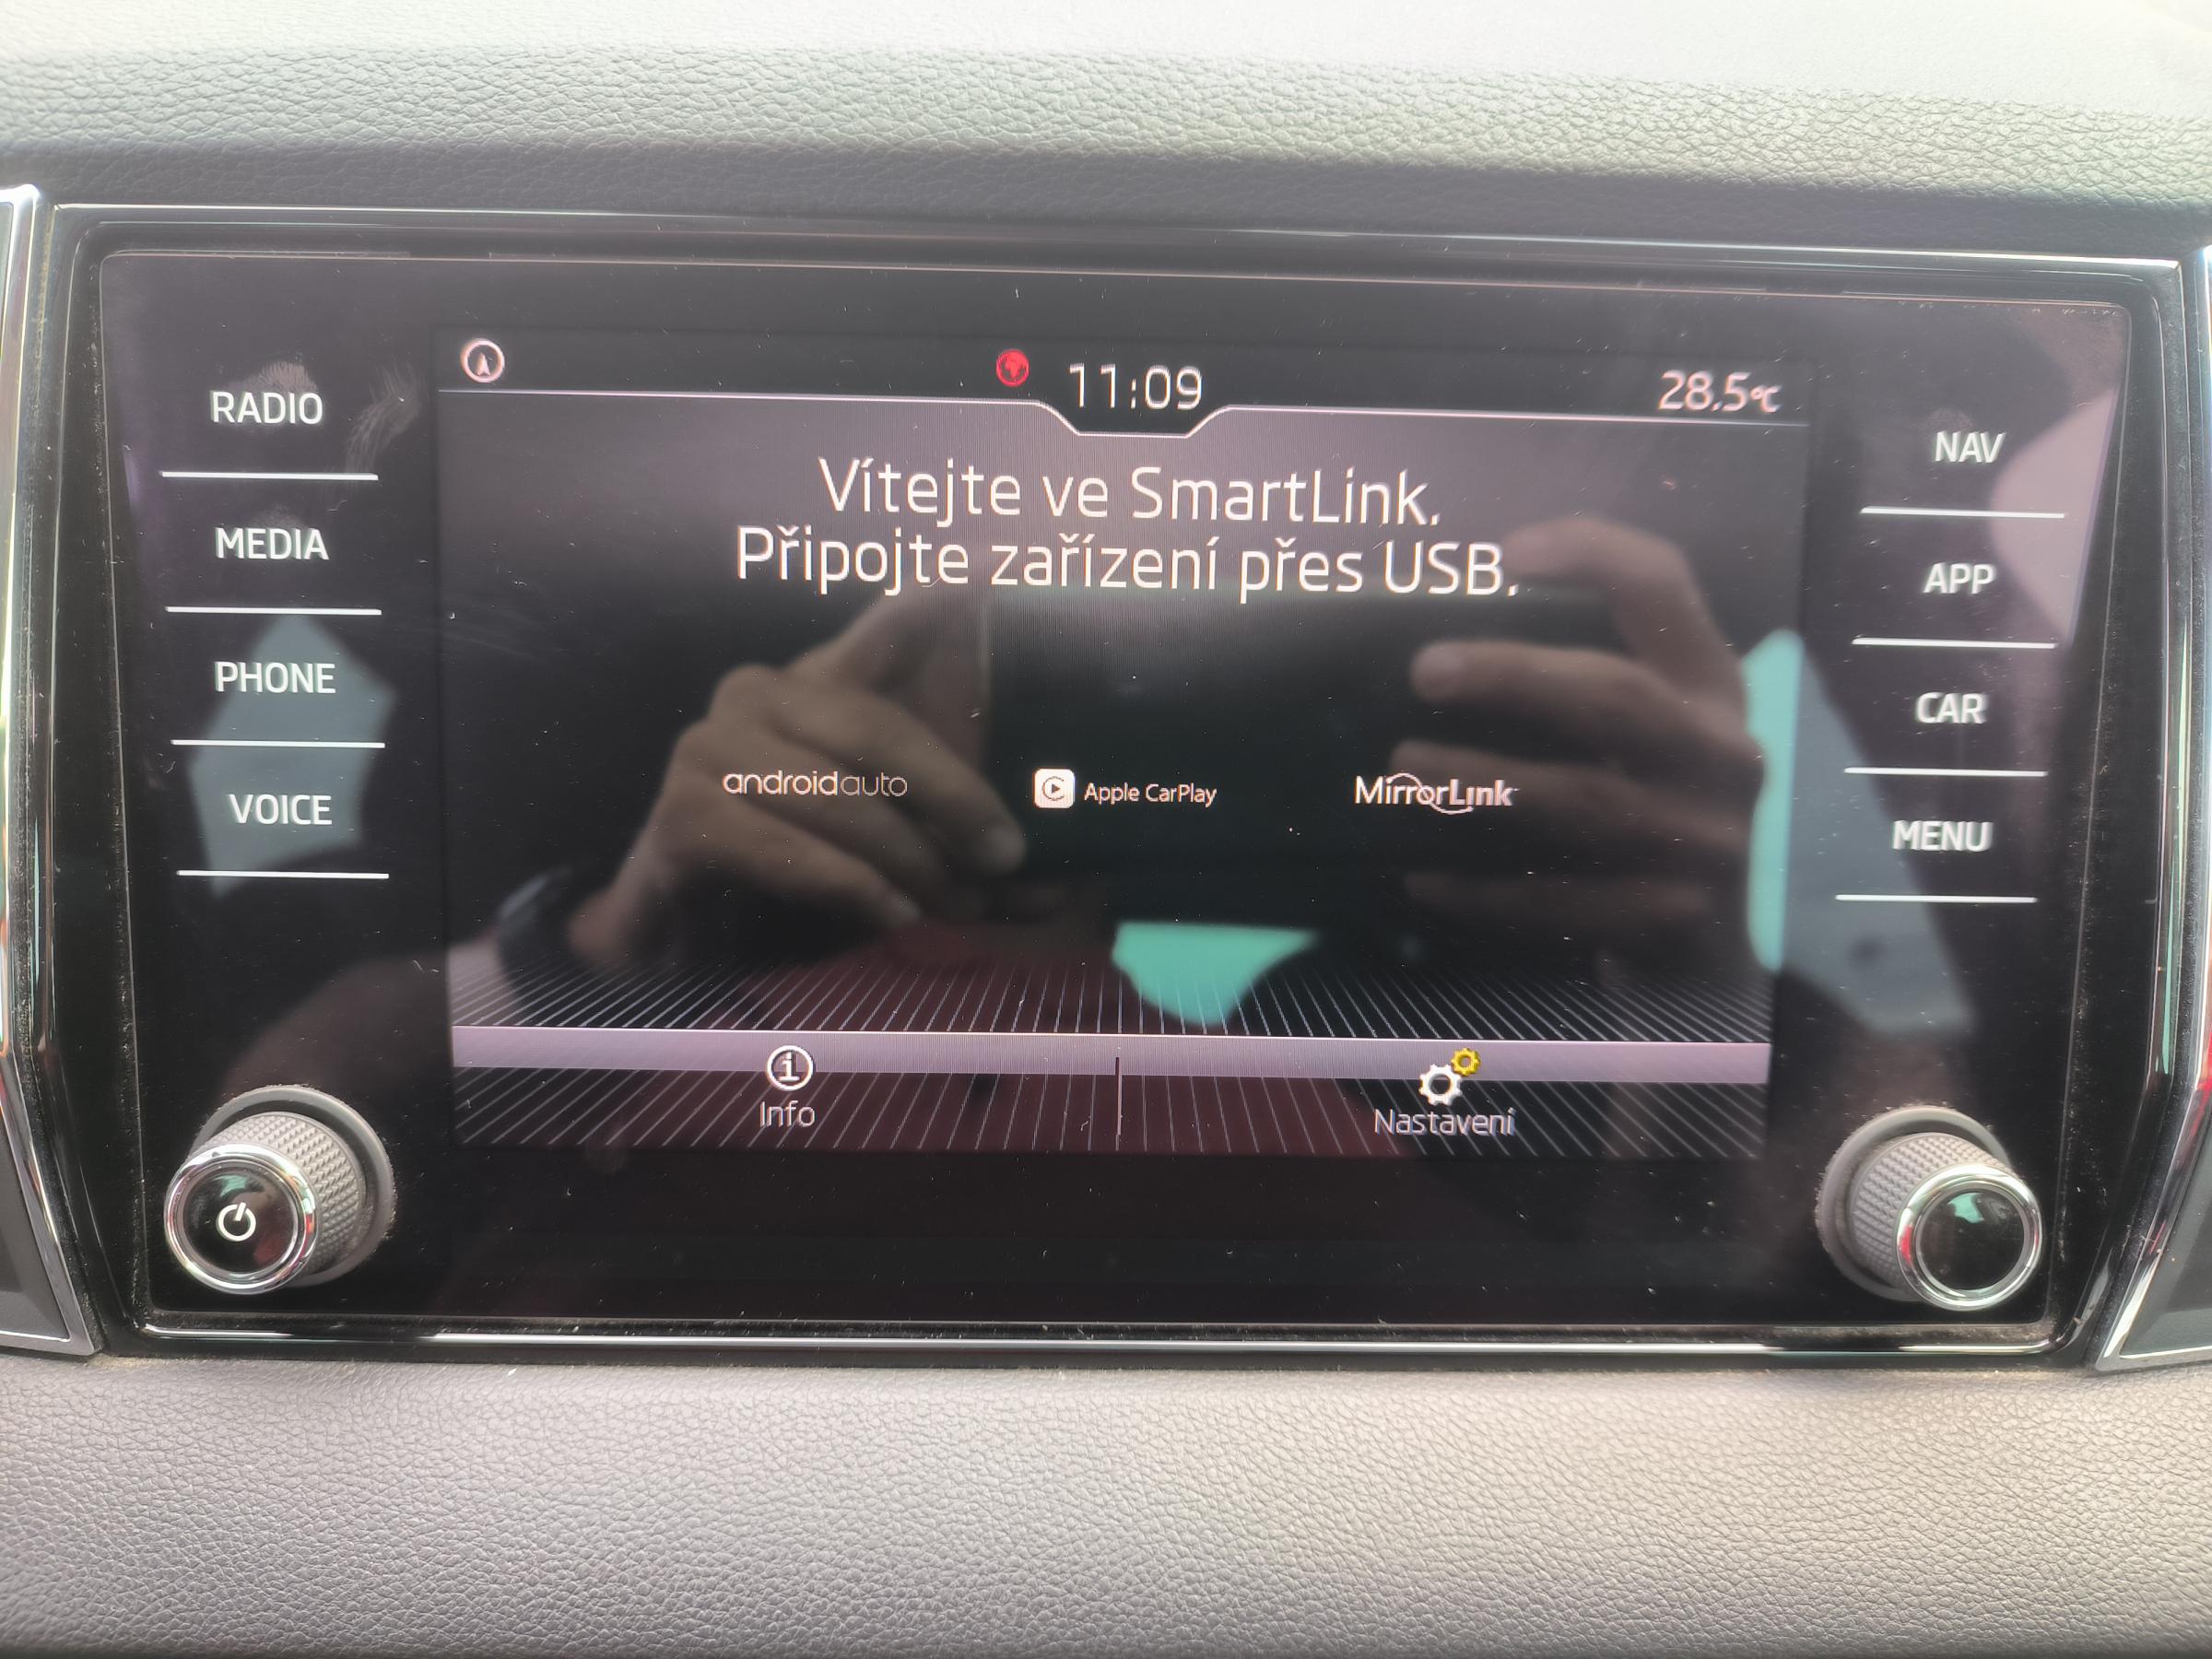 11:09
28.5°C
RADIO
MEDIA
PHONE
VOICE
Vítejte ve SmartLink.
Připojte zařízení přes USB.
androidauto
Apple CarPlay
MirrorLink
Info
Nastavení
NAV
APP
CAR
MENU